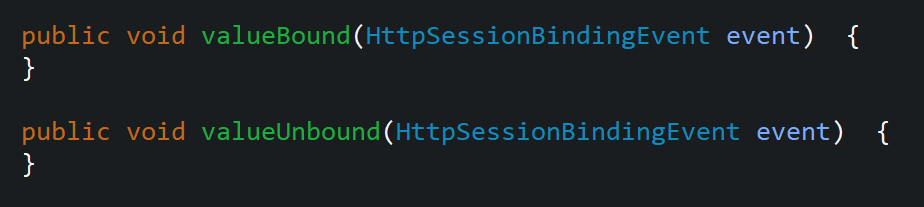 public void valueBound(HttpSessionBindingEvent event)  {
}
public void valueUnbound(HttpSessionBindingEvent event)  {
}